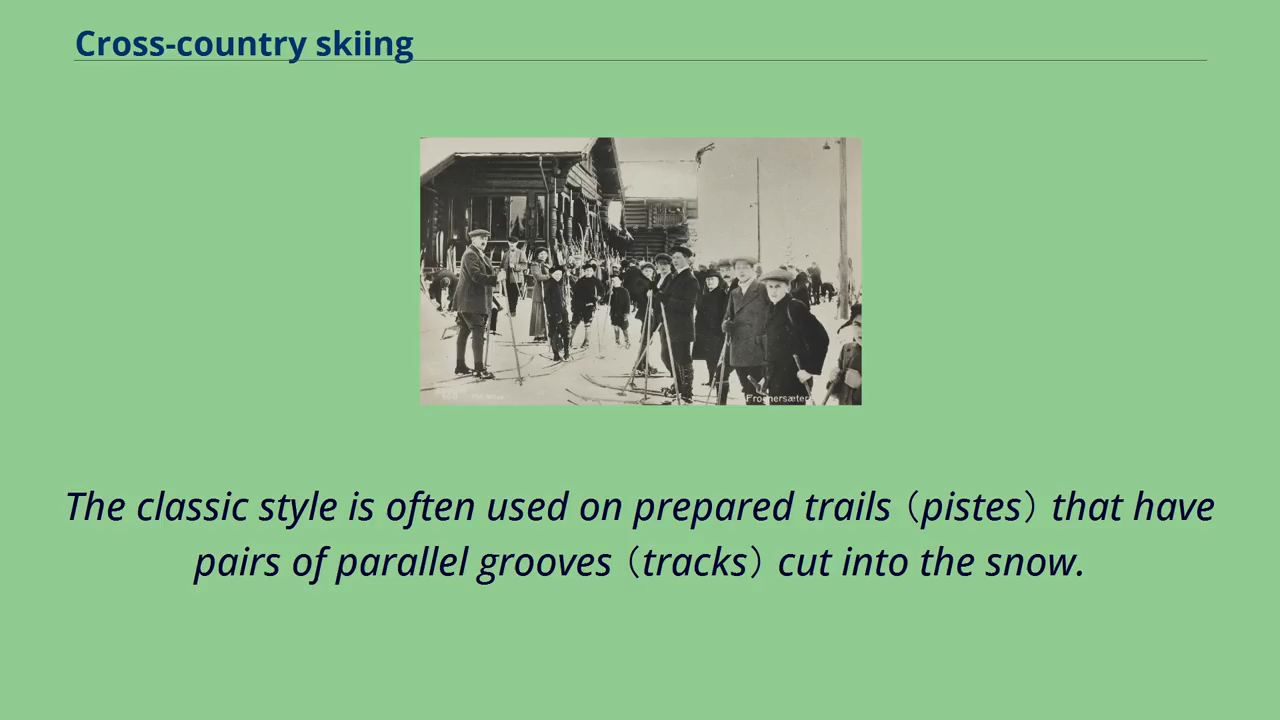 Cross-country skiing
Frognersæter
The classic style is often used on prepared trails (pistes) that have
pairs of parallel grooves (tracks) cut into the snow.